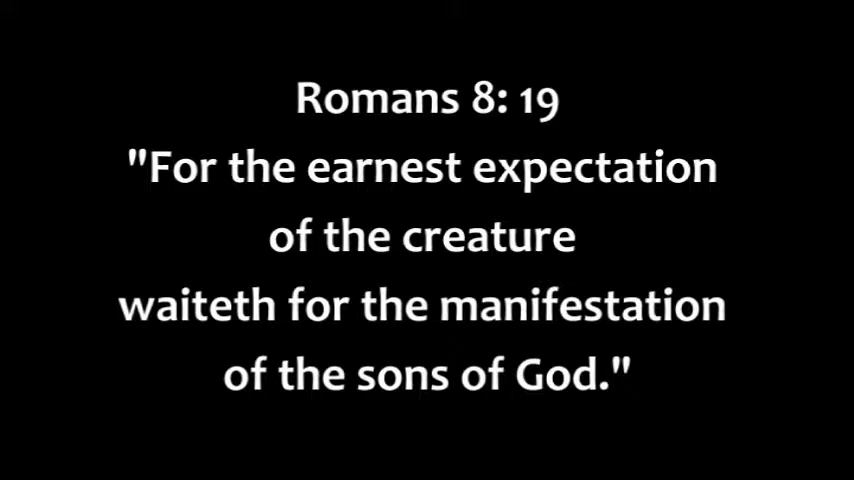 Romans 8: 19
"For the earnest expectation
of the creature
waiteth for the manifestation
of the sons of God."